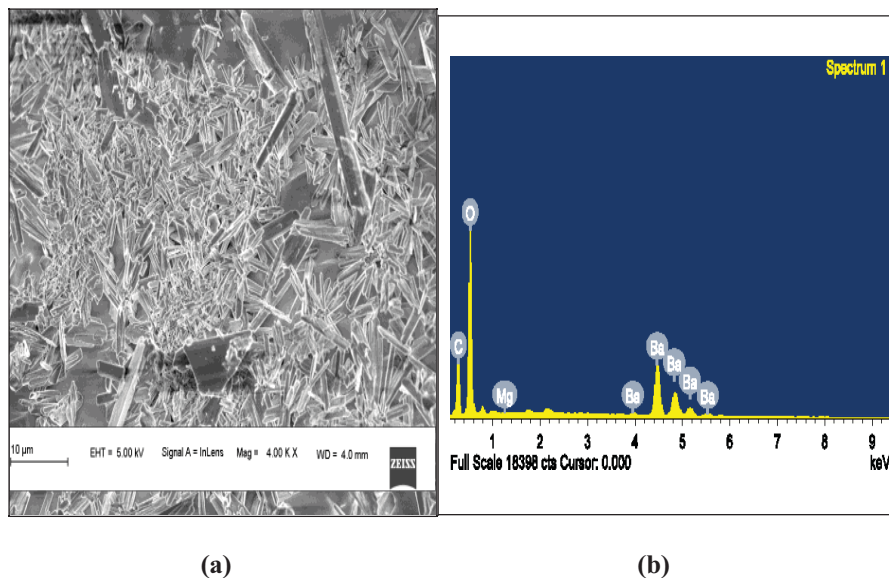 10 µm
EHT = 5.00 kV Signal A = InLens Mag = 4.00 K X WD = 4.0 mm
ZEISS
Spectrum 1
O
C
Mg
Ba
Ba
Ba
Ba
Ba
1 2 3 4 5 6 7 8 9
Full Scale 18398 cts Cursor: 0.000 keV
(a) (b)